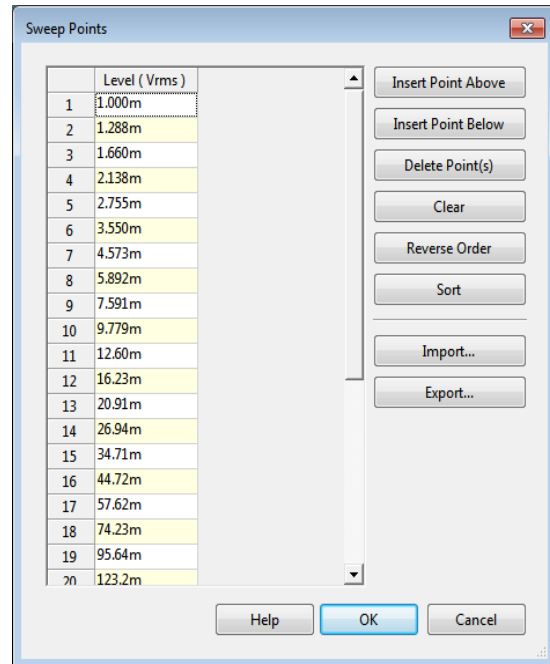 Sweep Points
Level ( Vrms )
1 1.000m
2 1.288m
3 1.660m
4 2.138m
5 2.755m
6 3.550m
7 4.573m
8 5.892m
9 7.591m
10 9.779m
11 12.60m
12 16.23m
13 20.91m
14 26.94m
15 34.71m
16 44.72m
17 57.62m
18 74.23m
19 95.64m
20 123.2m
Insert Point Above
Insert Point Below
Delete Point(s)
Clear
Reverse Order
Sort
Import...
Export...
Help OK Cancel